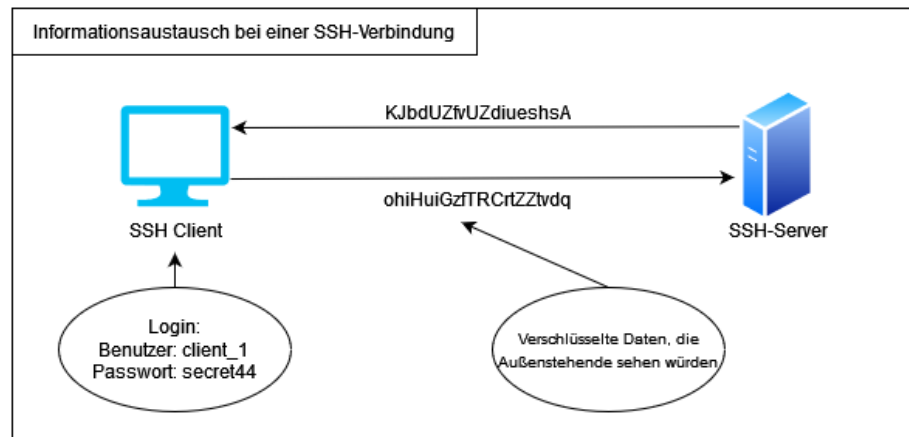 Informationsaustausch bei einer SSH-Verbindung
KJbdUZfvUZdiueshsA
ohiHuiGzfTRCrtZZtvdq
SSH Client
SSH-Server
Login:
Benutzer: client_1
Passwort: secret44
Verschlüsselte Daten, die
Außenstehende sehen würden